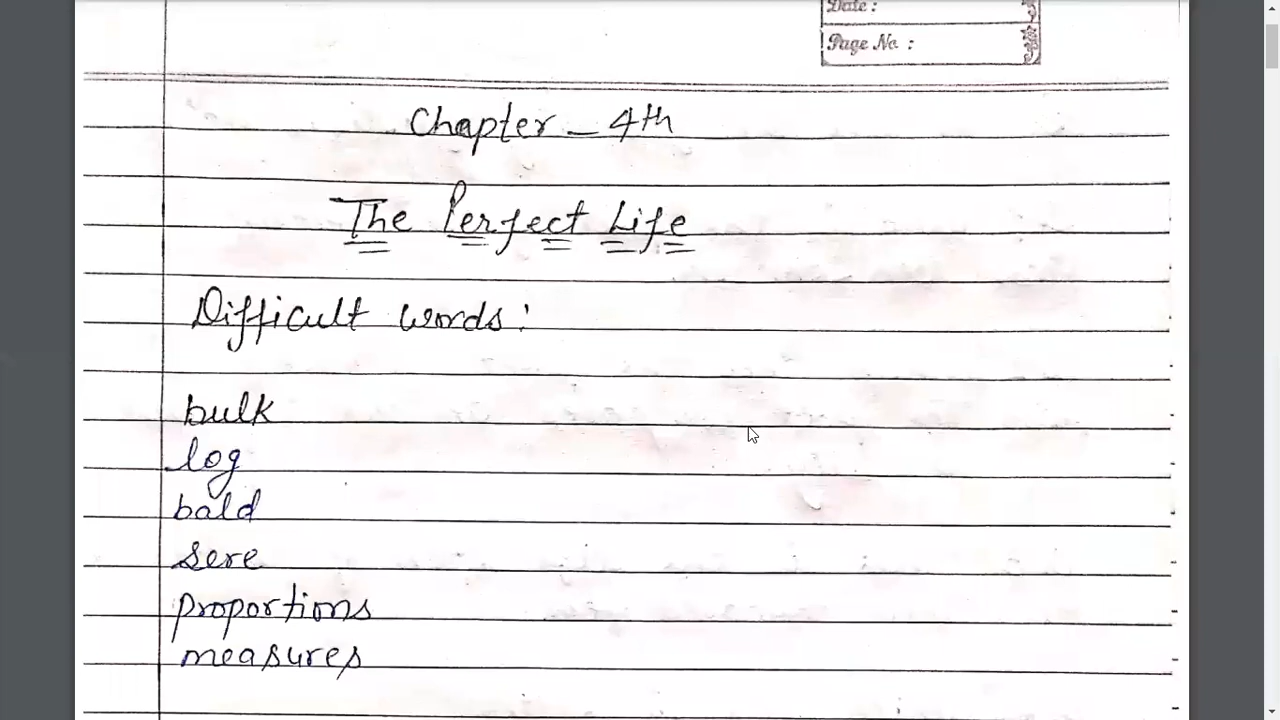 Date :
Page No :
Chapter - 4th
The Perfect Life
Difficult words:
bulk
log
bald
sere
proportions
measures